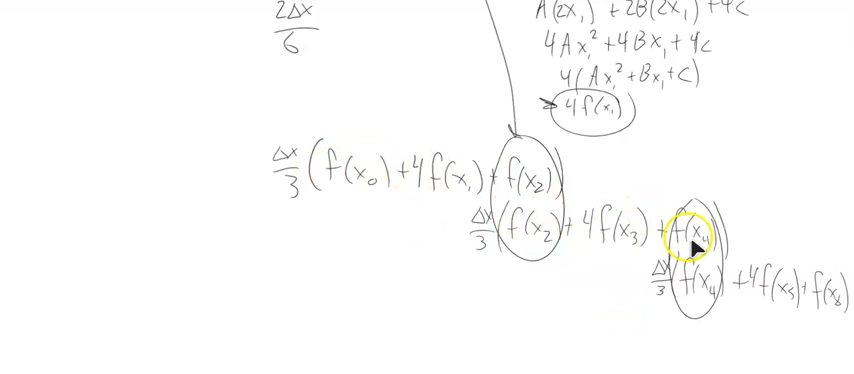 2Δx
6
A(2x₁) + 2B(2x₁) + 4C
4Ax₁² + 4Bx₁ + 4C
4(Ax₁² + Bx₁ + C)
4f(x₁)
Δx/3 (f(x₀) + 4f(x₁) + f(x₂))
Δx/3 (f(x₂) + 4f(x₃) + f(x₄))
Δx/3 (f(x₄) + 4f(x₅) + f(x₆)